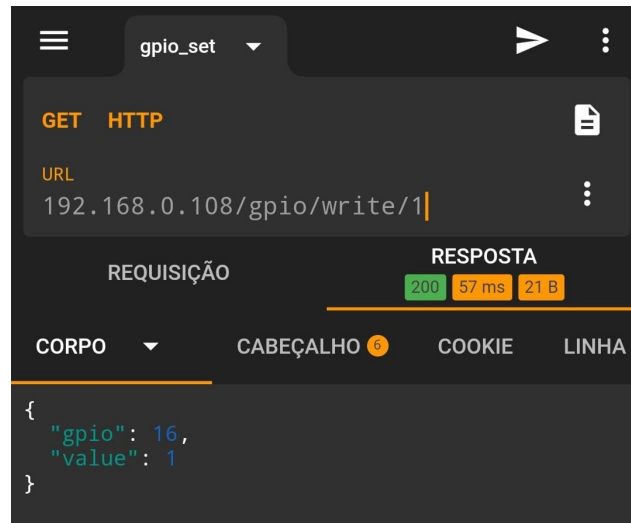 gpio_set
GET HTTP
URL
192.168.0.108/gpio/write/1
REQUISIÇÃO
RESPOSTA
200 57 ms 21 B
CORPO CABEÇALHO 6 COOKIE LINHA
{
"gpio": 16,
"value": 1
}